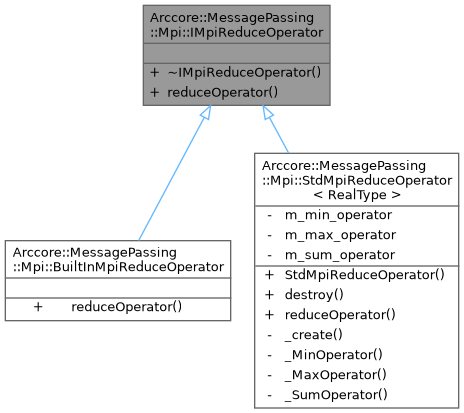 Arccore::MessagePassing
::Mpi::IMpiReduceOperator
+ ~IMpiReduceOperator()
+ reduceOperator()
Arccore::MessagePassing
::Mpi::StdMpiReduceOperator
< RealType >
- m_min_operator
- m_max_operator
- m_sum_operator
+ StdMpiReduceOperator()
+ destroy()
+ reduceOperator()
- _create()
- _MinOperator()
- _MaxOperator()
- _SumOperator()
Arccore::MessagePassing
::Mpi::BuiltInMpiReduceOperator
+ reduceOperator()